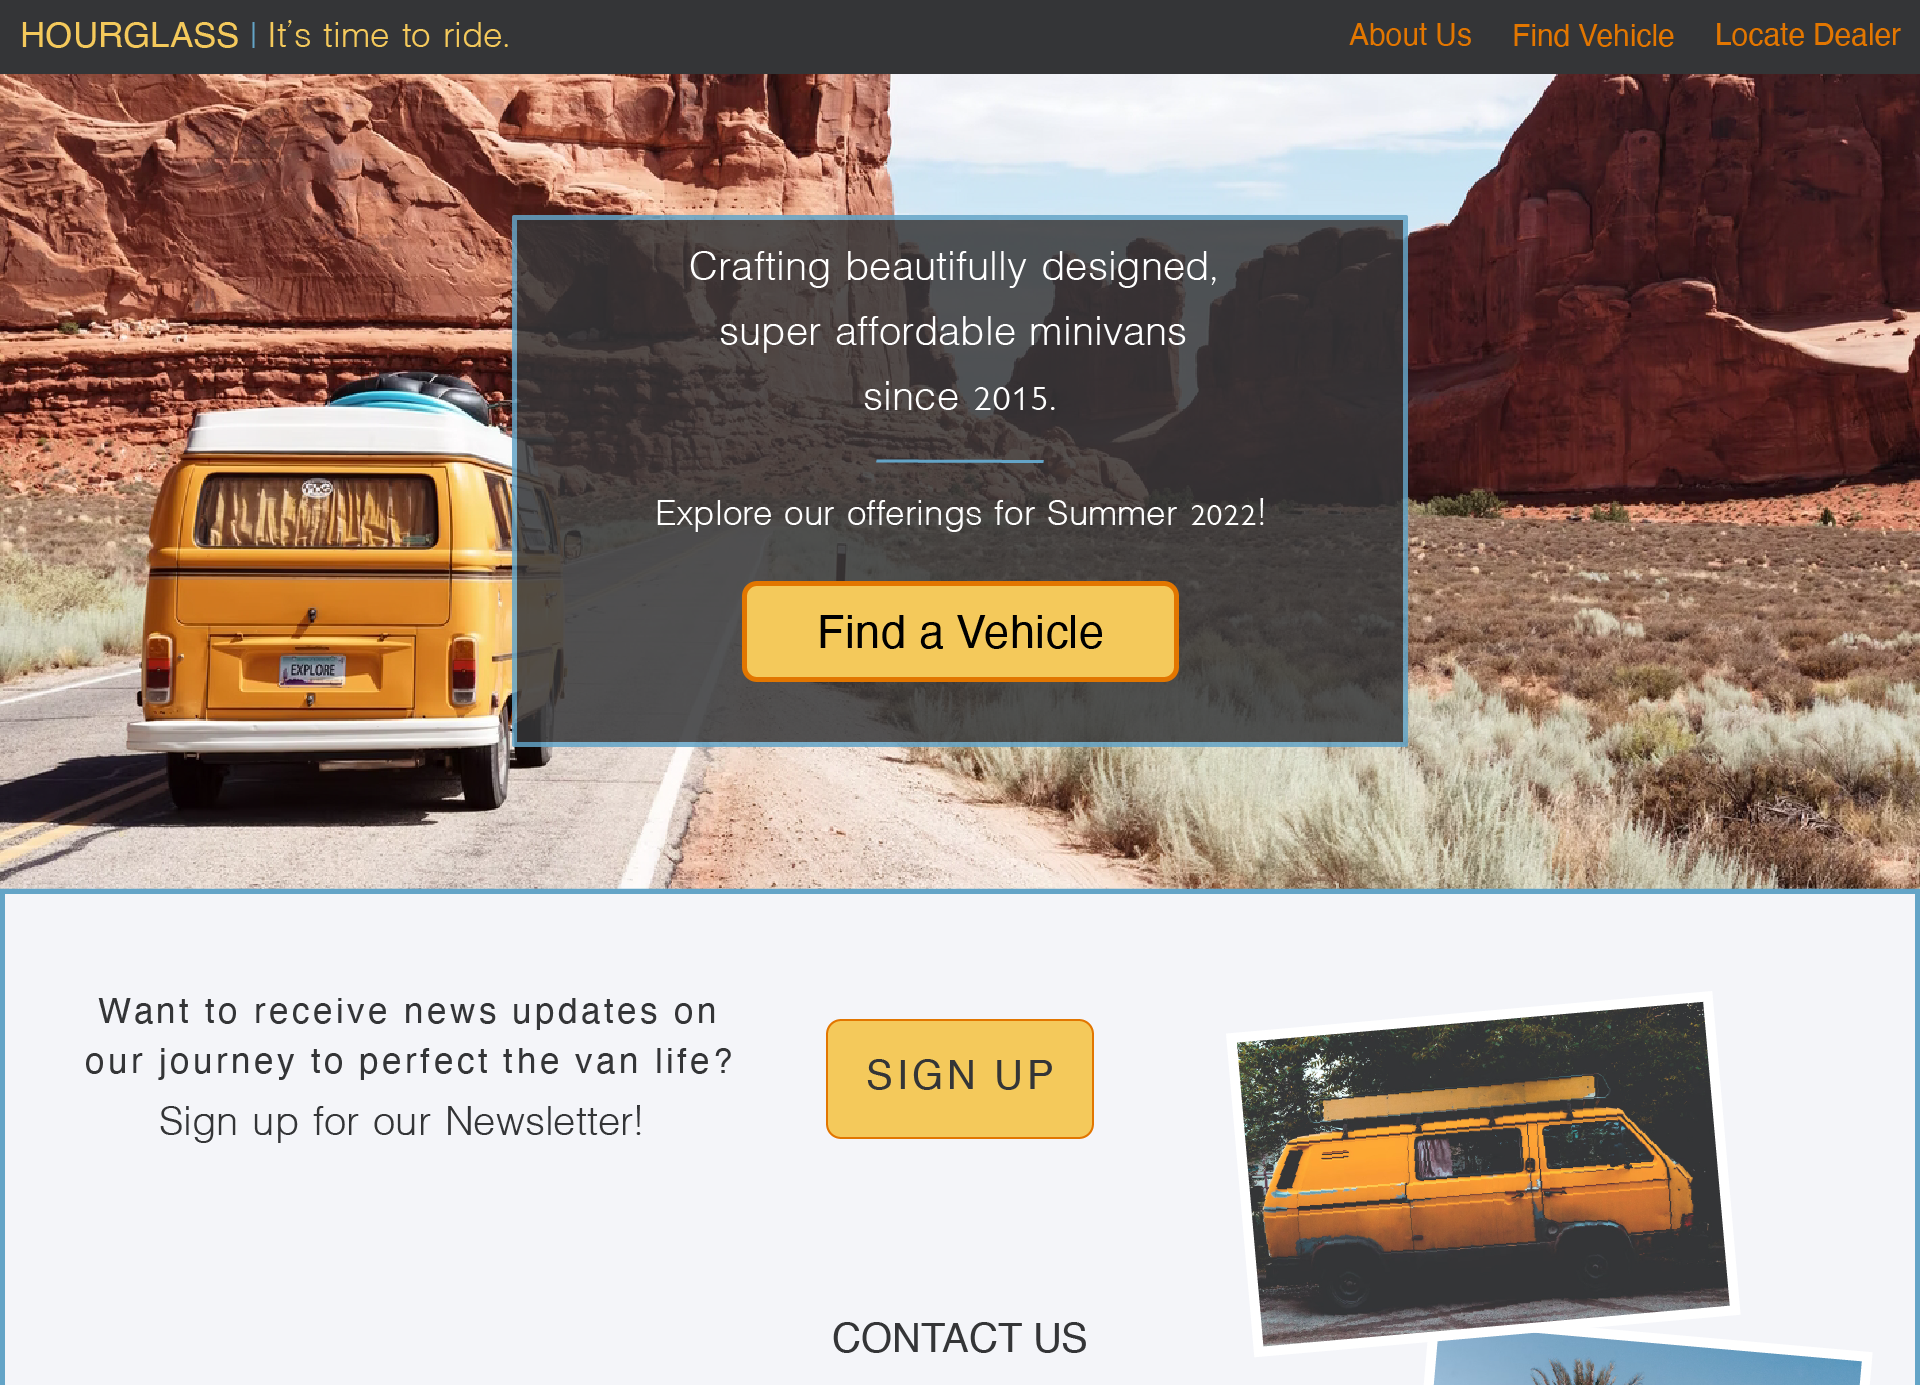 HOURGLASS | It's time to ride.
About Us
Find Vehicle
Locate Dealer
Crafting beautifully designed,
super affordable minivans
since 2015.
Explore our offerings for Summer 2022!
Find a Vehicle
EXPLORE
Want to receive news updates on
our journey to perfect the van life?
Sign up for our Newsletter!
SIGN UP
CONTACT US